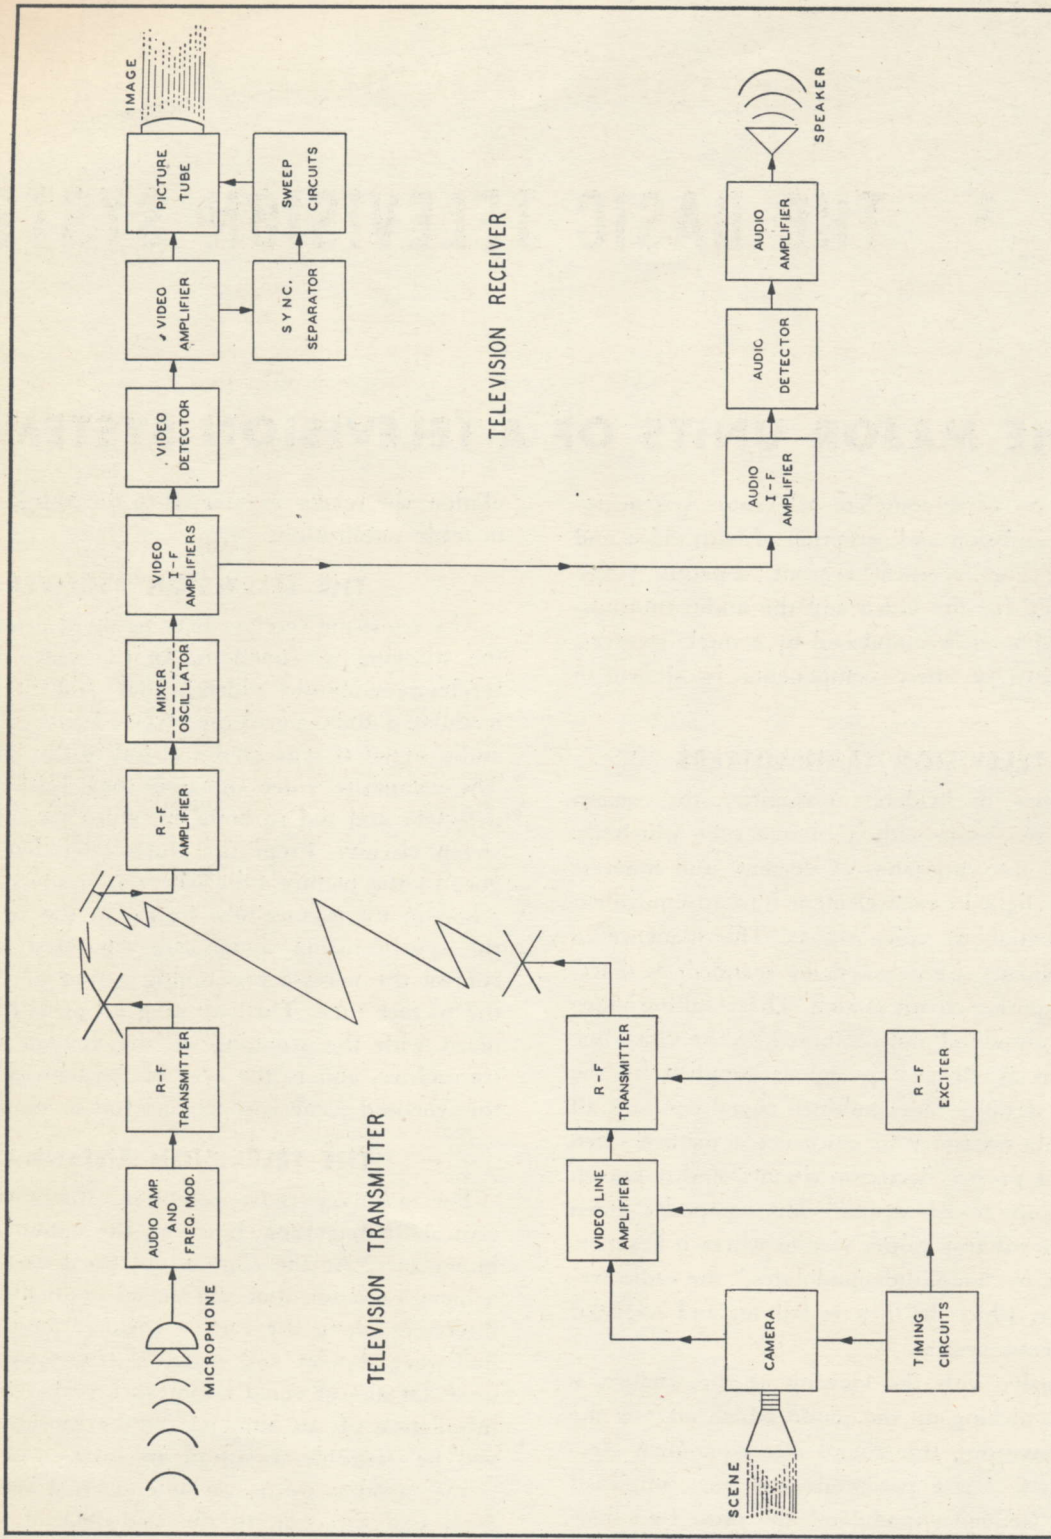 MICROPHONE
AUDIO AMP.
AND
FREQ. MOD.
R-F
TRANSMITTER
R-F
AMPLIFIER
MIXER
OSCILLATOR
VIDEO
I-F
AMPLIFIERS
VIDEO
DETECTOR
VIDEO
AMPLIFIER
PICTURE
TUBE
IMAGE
SYNC.
SEPARATOR
SWEEP
CIRCUITS
TELEVISION TRANSMITTER
TELEVISION RECEIVER
SCENE
CAMERA
TIMING
CIRCUITS
VIDEO LINE
AMPLIFIER
R-F
TRANSMITTER
R-F
EXCITER
AUDIO
I-F
AMPLIFIER
AUDIO
DETECTOR
AUDIO
AMPLIFIER
SPEAKER